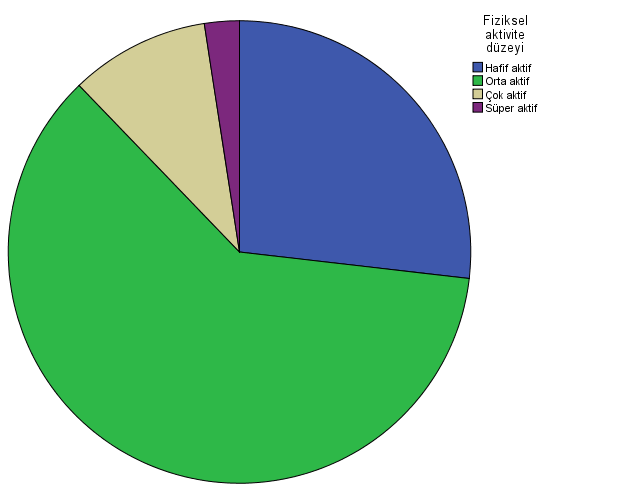 Fiziksel
aktivite
düzeyi
Hafif aktif
Orta aktif
Çok aktif
Süper aktif